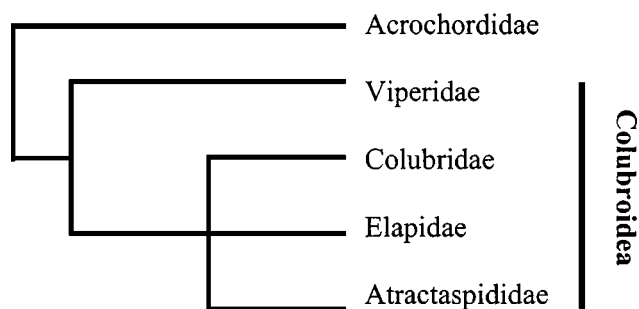 Acrochordidae
Viperidae
Colubridae
Elapidae
Atractaspididae
Colubroidea